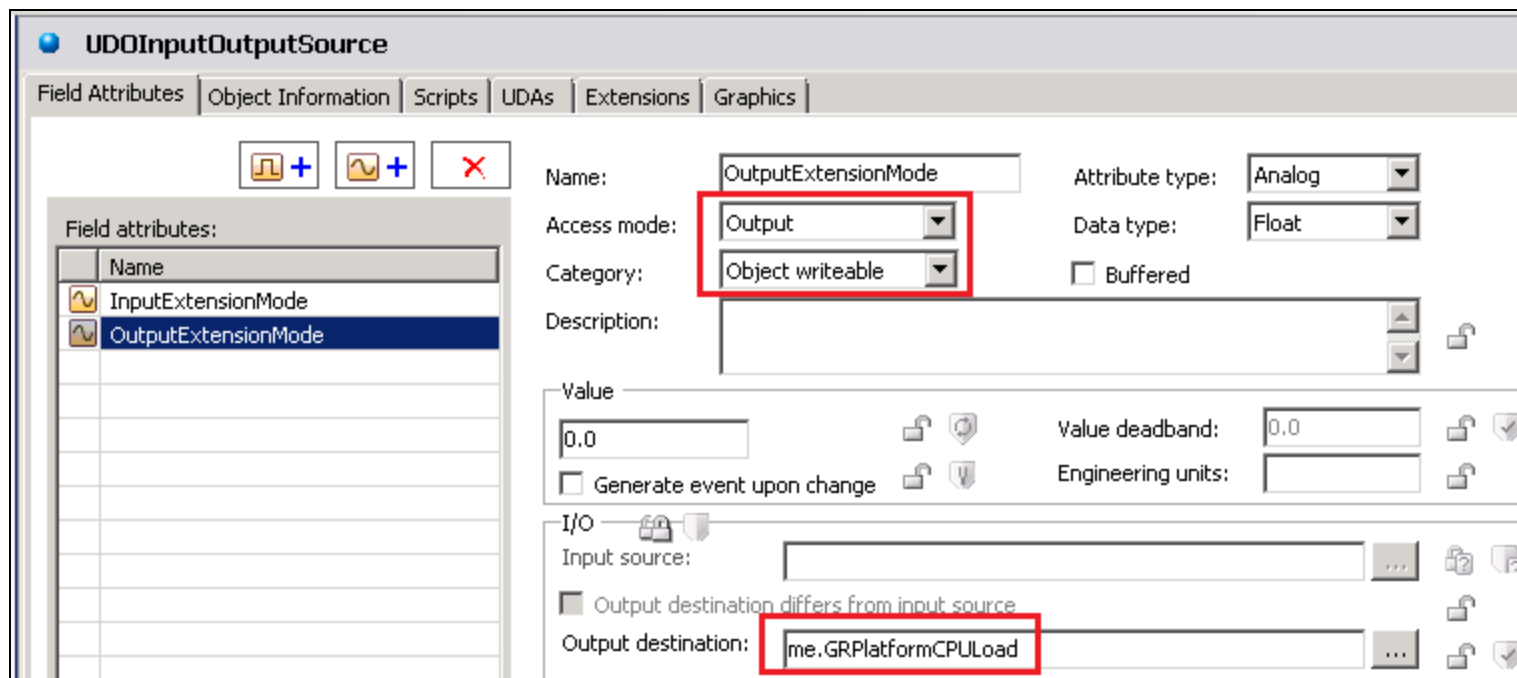 UDOInputOutputSource
Field Attributes Object Information Scripts UDAs Extensions Graphics
Name: OutputExtensionMode Attribute type: Analog
Access mode: Output Data type: Float
Field attributes:
Category: Object writeable Buffered
Name
InputExtensionMode
OutputExtensionMode
Description:
Value
0.0 Value deadband: 0.0
Generate event upon change Engineering units:
I/O
Input source: ...
Output destination differs from input source
Output destination: me.GRPlatformCPULoad ...